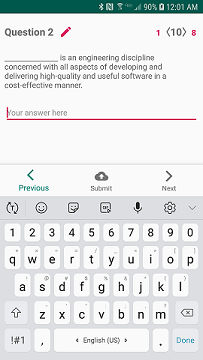 90% 12:01 AM
Question 2 1 (10) 8
____________ is an engineering discipline
concerned with all aspects of developing and
delivering high-quality and useful software in a
cost-effective manner.
Your answer here
Previous Submit Next
1 2 3 4 5 6 7 8 9 0
q w e r t y u i o p
a s d f g h j k l
z x c v b n m
!#1 , < English (US) > . Done